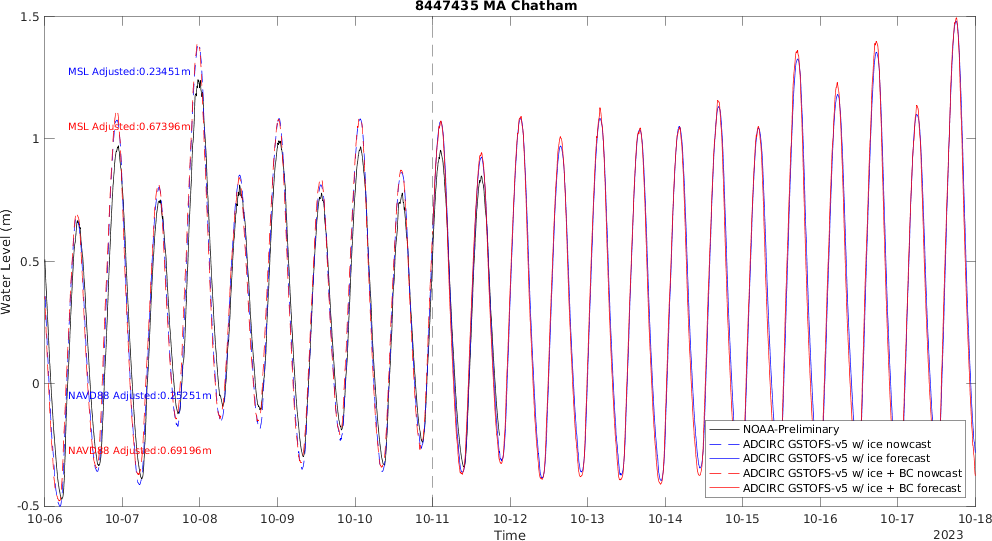 8447435 MA Chatham
1.5
1
0.5
0
-0.5
Water Level (m)
MSL Adjusted:0.23451m
MSL Adjusted:0.67396m
NAVD88 Adjusted:0.25251m
NAVD88 Adjusted:0.69196m
NOAA-Preliminary
ADCIRC GSTOFS-v5 w/ ice nowcast
ADCIRC GSTOFS-v5 w/ ice forecast
ADCIRC GSTOFS-v5 w/ ice + BC nowcast
ADCIRC GSTOFS-v5 w/ ice + BC forecast
10-06 10-07 10-08 10-09 10-10 10-11 10-12 10-13 10-14 10-15 10-16 10-17 10-18
Time
2023